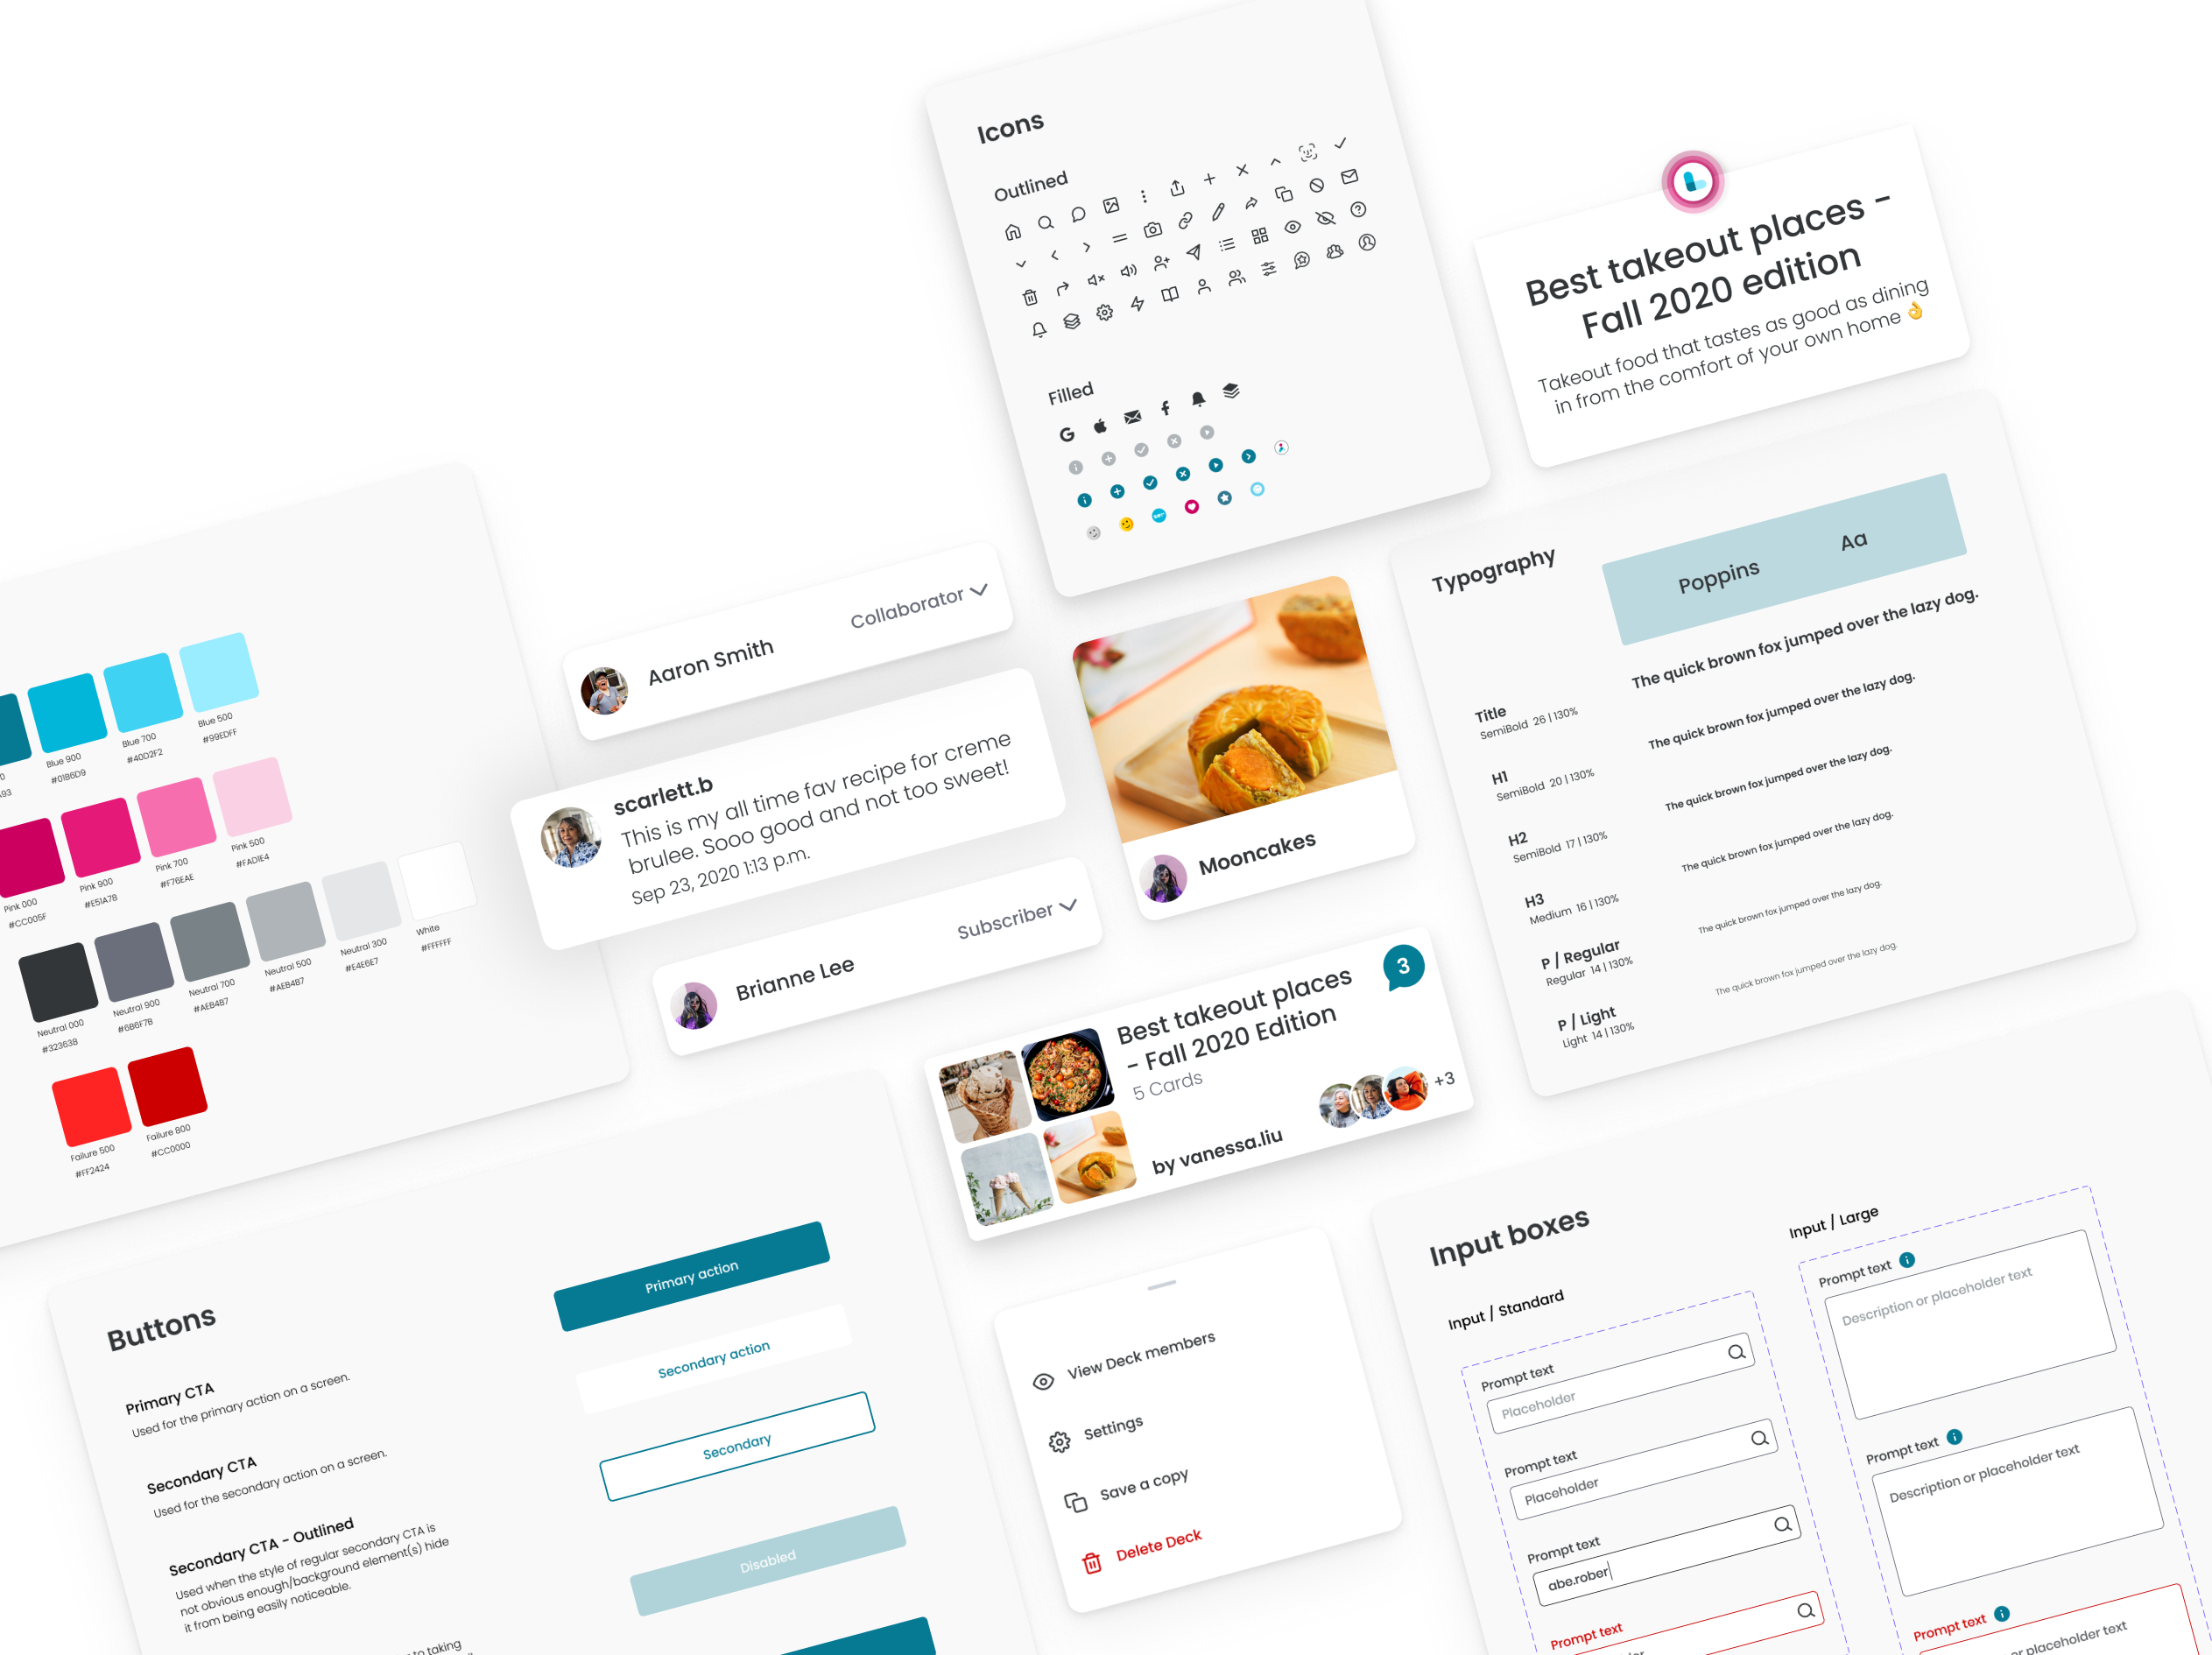 Icons
Outlined
Filled
Best takeout places -
Fall 2020 edition
Takeout food that tastes as good as dining
in from the comfort of your own home 👌
Typography
Poppins
Aa
Title
SemiBold 26 | 130%
The quick brown fox jumped over the lazy dog.
H1
SemiBold 20 | 130%
The quick brown fox jumped over the lazy dog.
H2
SemiBold 17 | 130%
The quick brown fox jumped over the lazy dog.
H3
Medium 16 | 130%
The quick brown fox jumped over the lazy dog.
P / Regular
Regular 14 | 130%
The quick brown fox jumped over the lazy dog.
P / Light
Light 14 | 130%
The quick brown fox jumped over the lazy dog.
Blue 900
#01B6D9
Blue 700
#40D2F2
Blue 500
#99EDFF
Pink 000
#CC005F
Pink 900
#E51A7B
Pink 700
#F76EAE
Pink 500
#FAD1E4
Neutral 000
#323638
Neutral 900
#6B6F7B
Neutral 700
#AEB4B7
Neutral 500
#AEB4B7
Neutral 300
#E4E6E7
White
#FFFFFF
Failure 500
#FF2424
Failure 800
#CC0000
Aaron Smith
Collaborator
scarlett.b
This is my all time fav recipe for creme
brulee. Sooo good and not too sweet!
Sep 23, 2020 1:13 p.m.
Brianne Lee
Subscriber
Mooncakes
Best takeout places
- Fall 2020 Edition
5 Cards
by vanessa.liu
+3
3
Buttons
Primary CTA
Used for the primary action on a screen.
Secondary CTA
Used for the secondary action on a screen.
Secondary CTA - Outlined
Used when the style of regular secondary CTA is
not obvious enough/background element(s) hide
it from being easily noticeable.
to taking
Primary action
Secondary action
Secondary
Disabled
View Deck members
Settings
Save a copy
Delete Deck
Input boxes
Input / Standard
Prompt text
Placeholder
Prompt text
Placeholder
Prompt text
abe.rober
Prompt text
Input / Large
Prompt text
Description or placeholder text
Prompt text
Description or placeholder text
Prompt text
or placeholder text